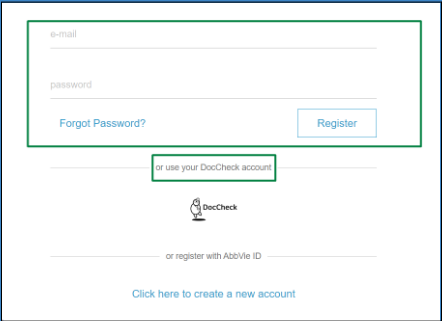 e-mail
password
Forgot Password?
Register
or use your DocCheck account
DocCheck
or register with AbbVie ID
Click here to create a new account